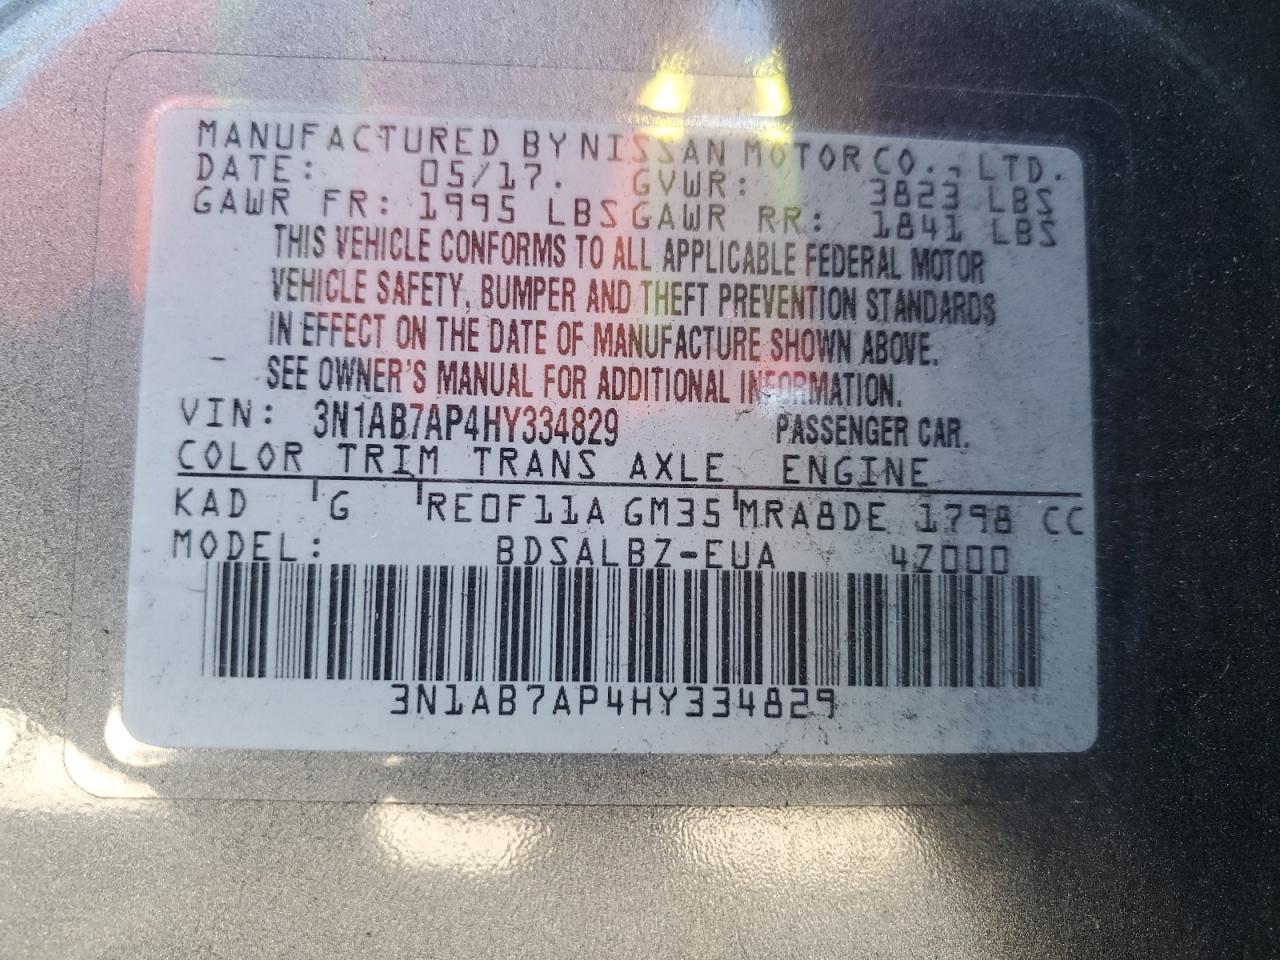 MANUFACTURED BY NISSAN MOTOR CO., LTD.
DATE: 05/17. GVWR: 3823 LBS
GAWR FR: 1995 LBS GAWR RR: 1841 LBS
THIS VEHICLE CONFORMS TO ALL APPLICABLE FEDERAL MOTOR
VEHICLE SAFETY, BUMPER AND THEFT PREVENTION STANDARDS
IN EFFECT ON THE DATE OF MANUFACTURE SHOWN ABOVE.
SEE OWNER'S MANUAL FOR ADDITIONAL INFORMATION.
VIN: 3N1AB7AP4HY334829 PASSENGER CAR.
COLOR TRIM TRANS AXLE ENGINE
KAD G RE0F11A GM35 MRA8DE 1798 CC
MODEL: BDSALBZ-EUA 4Z000
3N1AB7AP4HY334829